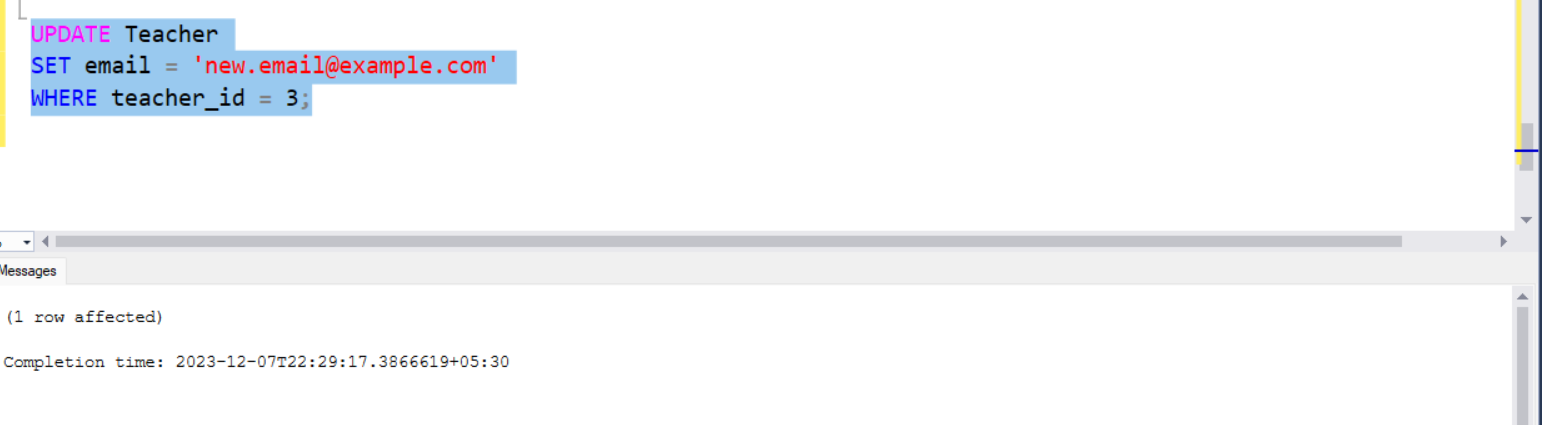 UPDATE Teacher
SET email = 'new.email@example.com'
WHERE teacher_id = 3;
Messages
(1 row affected)
Completion time: 2023-12-07T22:29:17.3866619+05:30